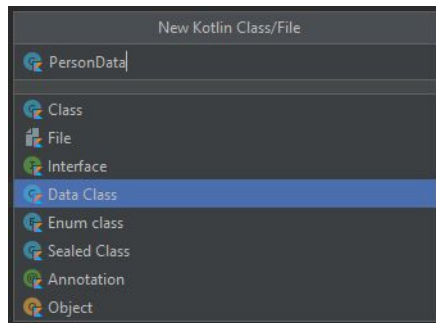 New Kotlin Class/File
PersonData
Class
File
Interface
Data Class
Enum class
Sealed Class
Annotation
Object